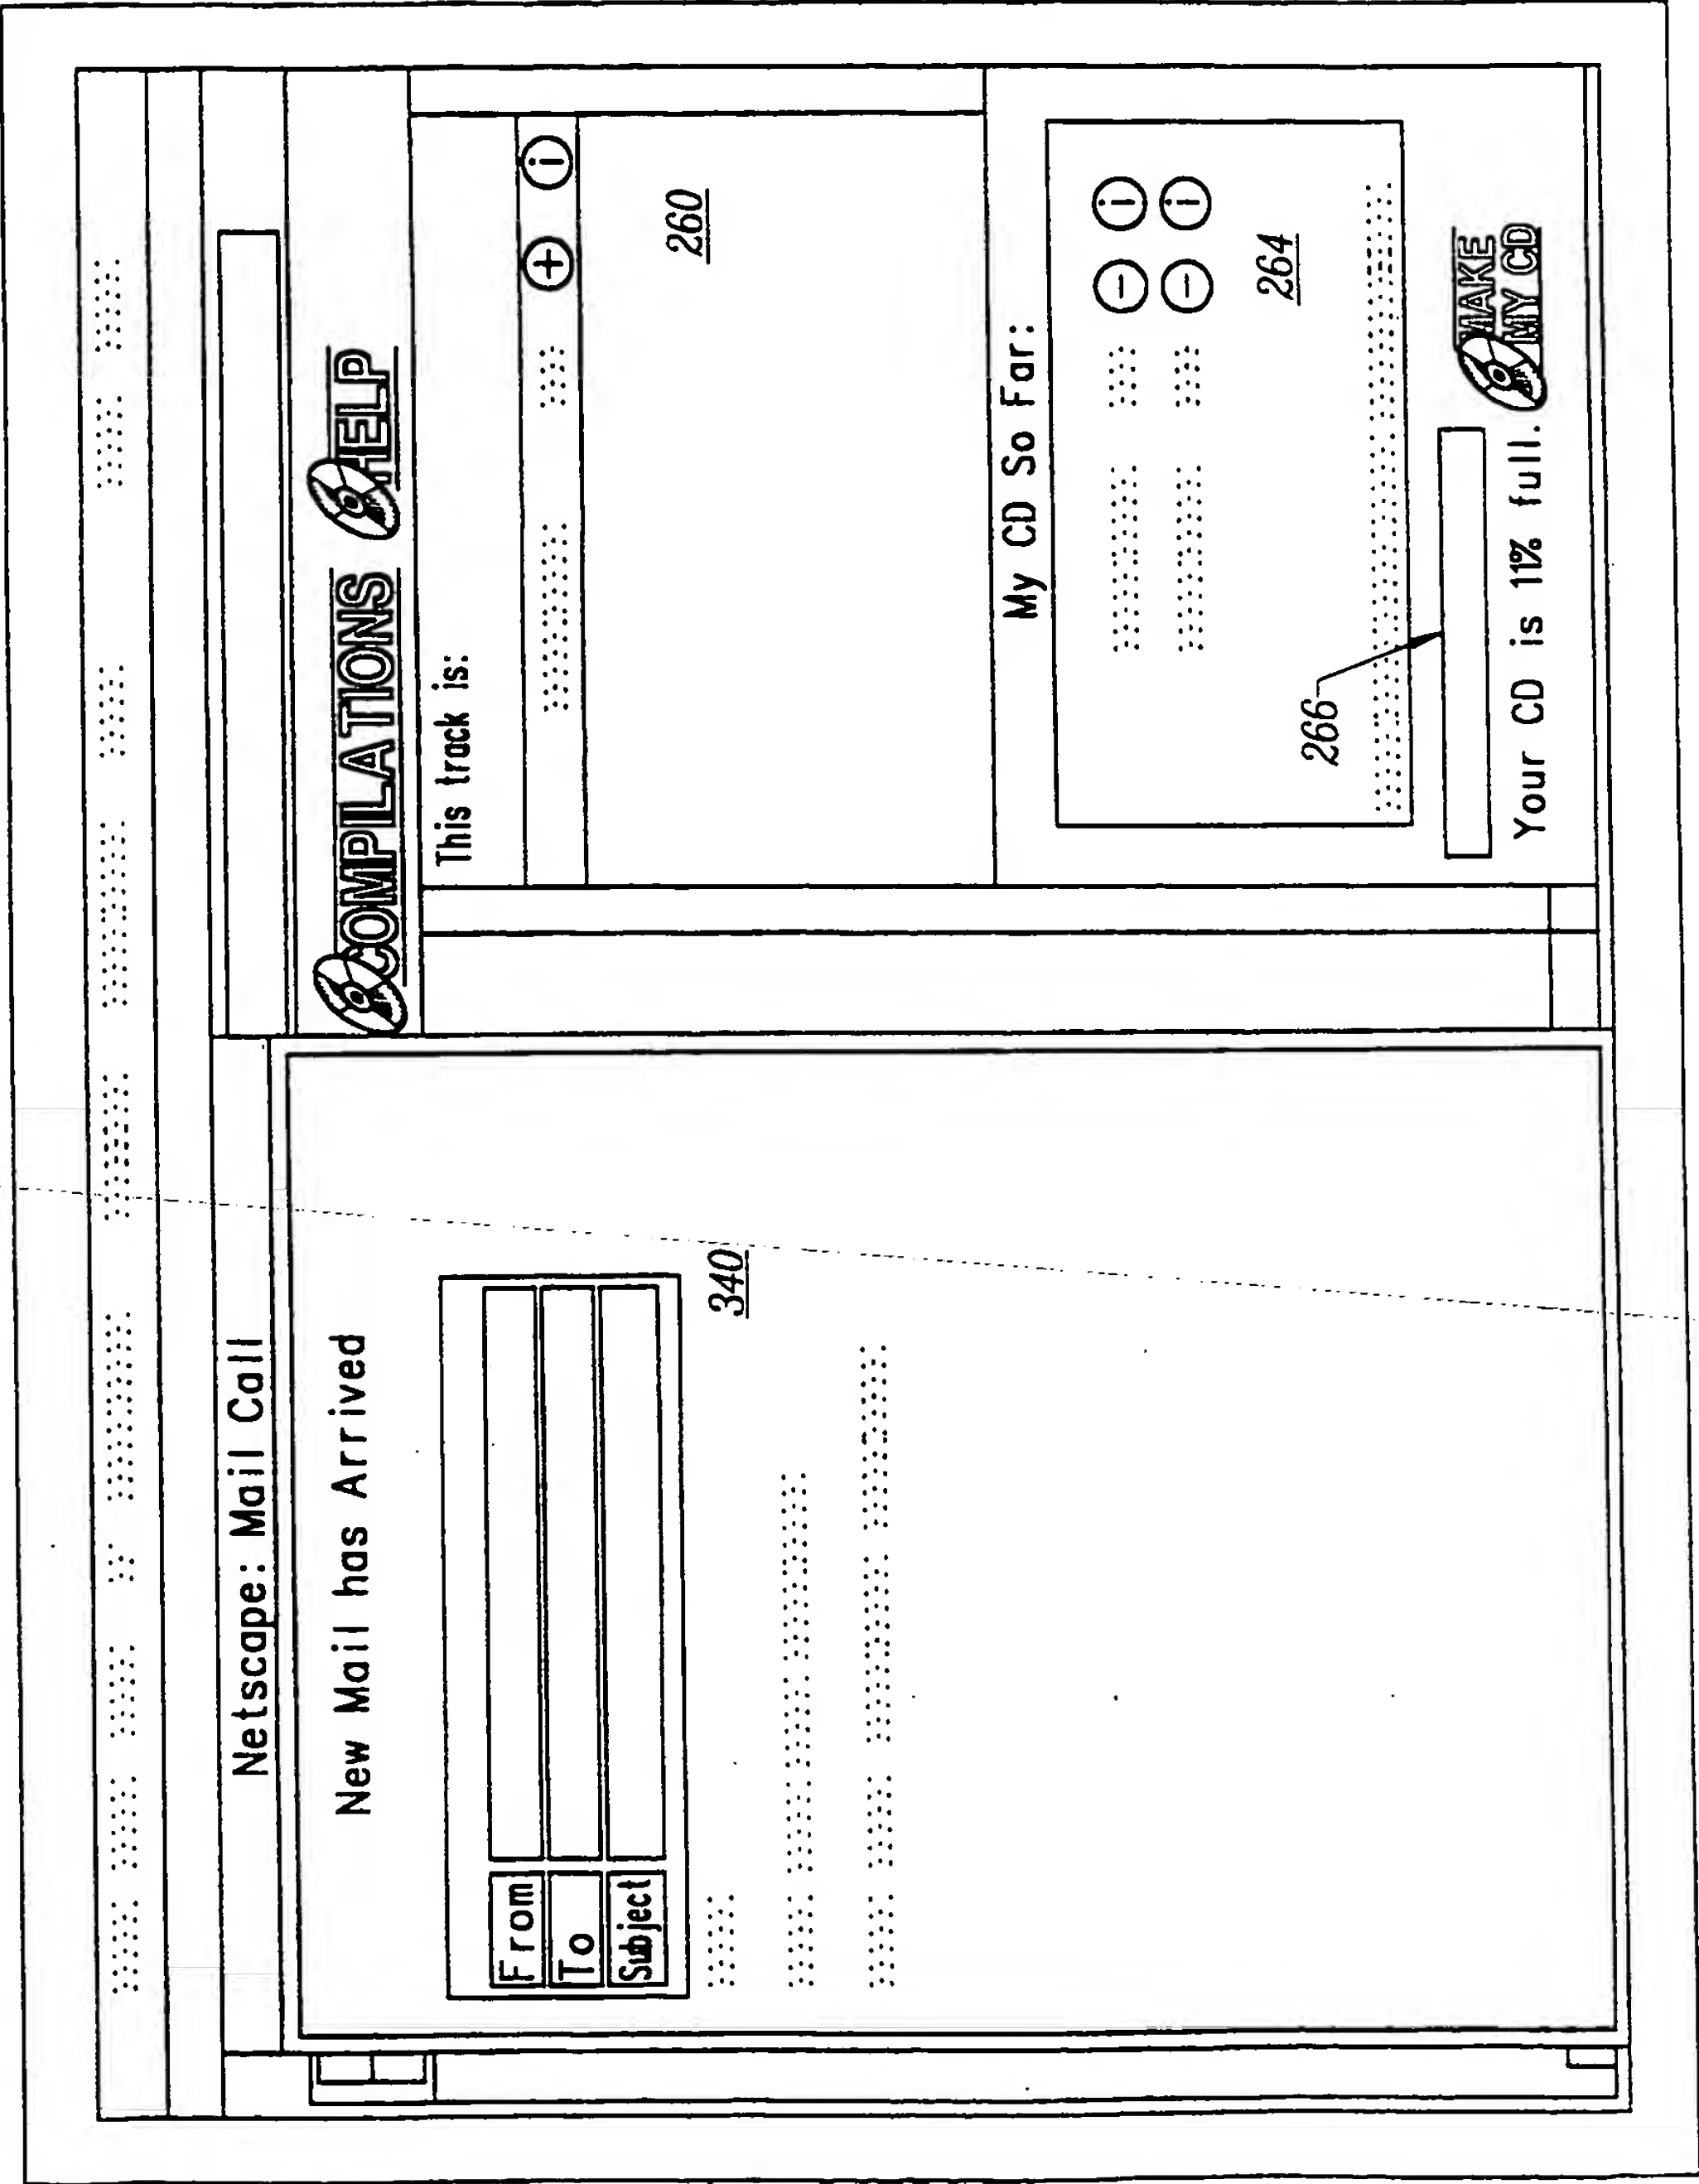 Netscape: Mail Call
New Mail has Arrived
From
To
Subject
340
COMPILATIONS HELP
This track is:
+ i
260
My CD So Far:
- i
- i
264
266
MAKE
MY CD
Your CD is 11% full.